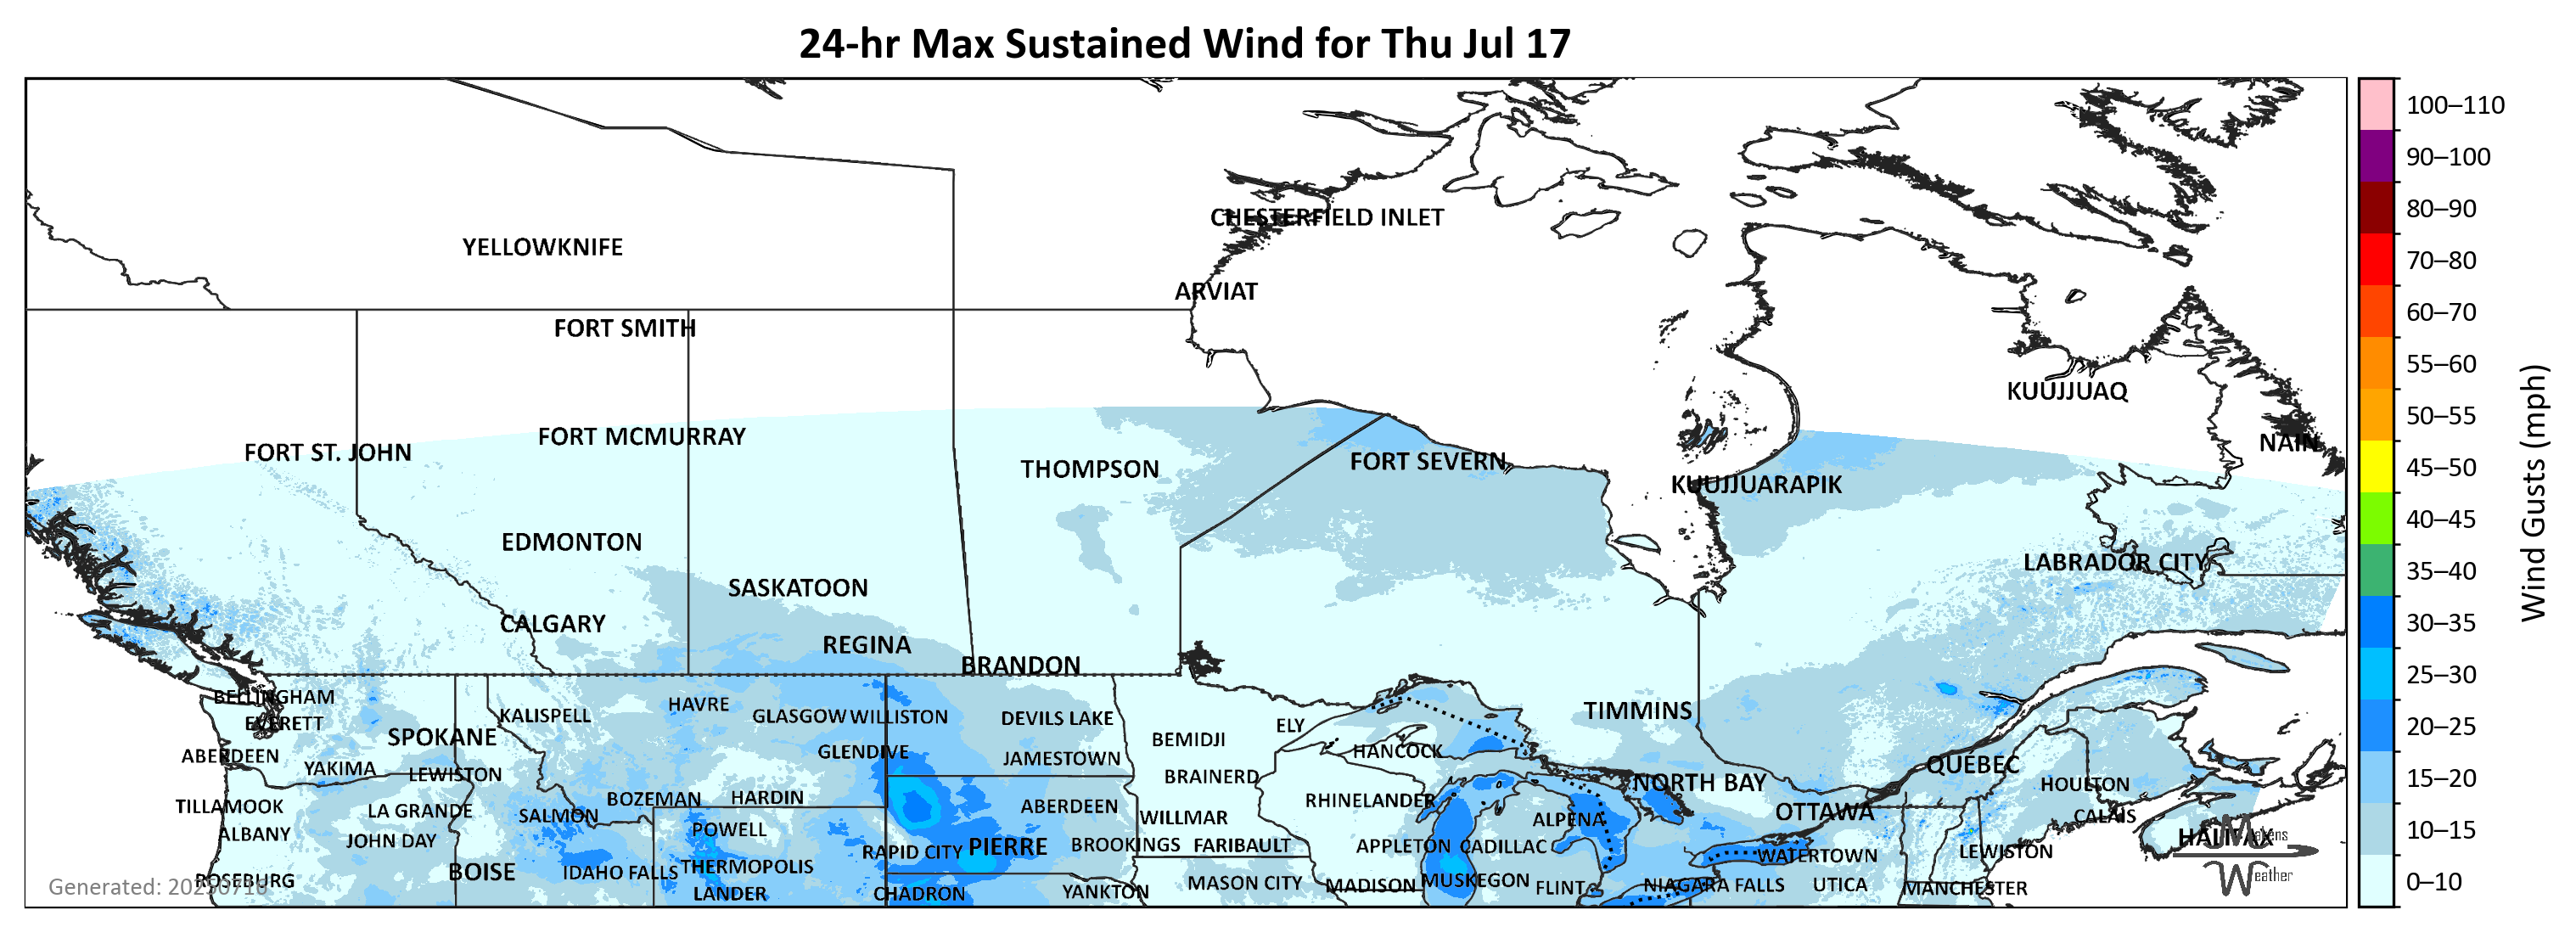 24-hr Max Sustained Wind for Thu Jul 17
100–110
90–100
80–90
70–80
60–70
55–60
50–55
45–50
40–45
35–40
30–35
25–30
20–25
15–20
10–15
0–10
Wind Gusts (mph)
CHESTERFIELD INLET
YELLOWKNIFE
ARVIAT
FORT SMITH
KUUJJUAQ
FORT MCMURRAY
NAIN
FORT ST. JOHN
FORT SEVERN
THOMPSON
KUUJJUARAPIK
EDMONTON
LABRADOR CITY
SASKATOON
CALGARY
REGINA
BRANDON
BELLINGHAM
HAVRE
TIMMINS
KALISPELL
GLASGOW
WILLISTON
DEVILS LAKE
EVERETT
ELY
SPOKANE
BEMIDJI
GLENDIVE
HANCOCK
ABERDEEN
JAMESTOWN
QUÉBEC
YAKIMA
LEWISTON
BRAINERD
NORTH BAY
HOULTON
BOZEMAN
HARDIN
RHINELANDER
TILLAMOOK
LA GRANDE
ABERDEEN
OTTAWA
SALMON
WILLMAR
ALPENA
CALAIS
ALBANY
POWELL
HALIFAX
Makens
JOHN DAY
BROOKINGS
FARIBAULT
APPLETON
CADILLAC
PIERRE
RAPID CITY
WATERTOWN
LEWISTON
THERMOPOLIS
IDAHO FALLS
BOISE
ROSEBURG
MASON CITY
MADISON
MUSKEGON
FLINT
NIAGARA FALLS
UTICA
MANCHESTER
Weather
LANDER
CHADRON
YANKTON
Generated: 20250716